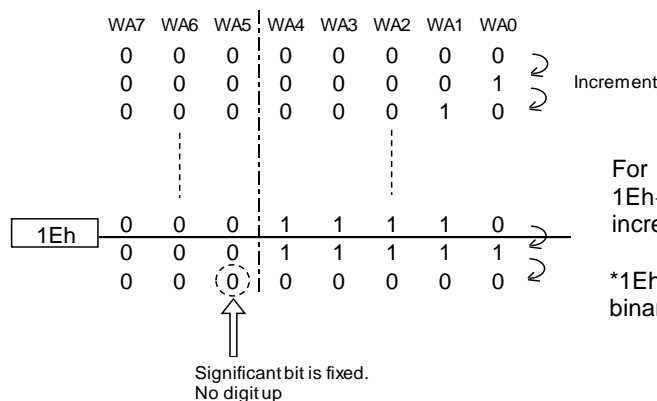 WA7 WA6 WA5 WA4 WA3 WA2 WA1 WA0
0 0 0 0 0 0 0 0
0 0 0 0 0 0 0 1
0 0 0 0 0 0 1 0
Increment
For
1Eh
incre
1Eh 0 0 0 1 1 1 1 0
0 0 0 1 1 1 1 1
0 0 0 0 0 0 0 0
*1Eh
binar
Significant bit is fixed.
No digit up